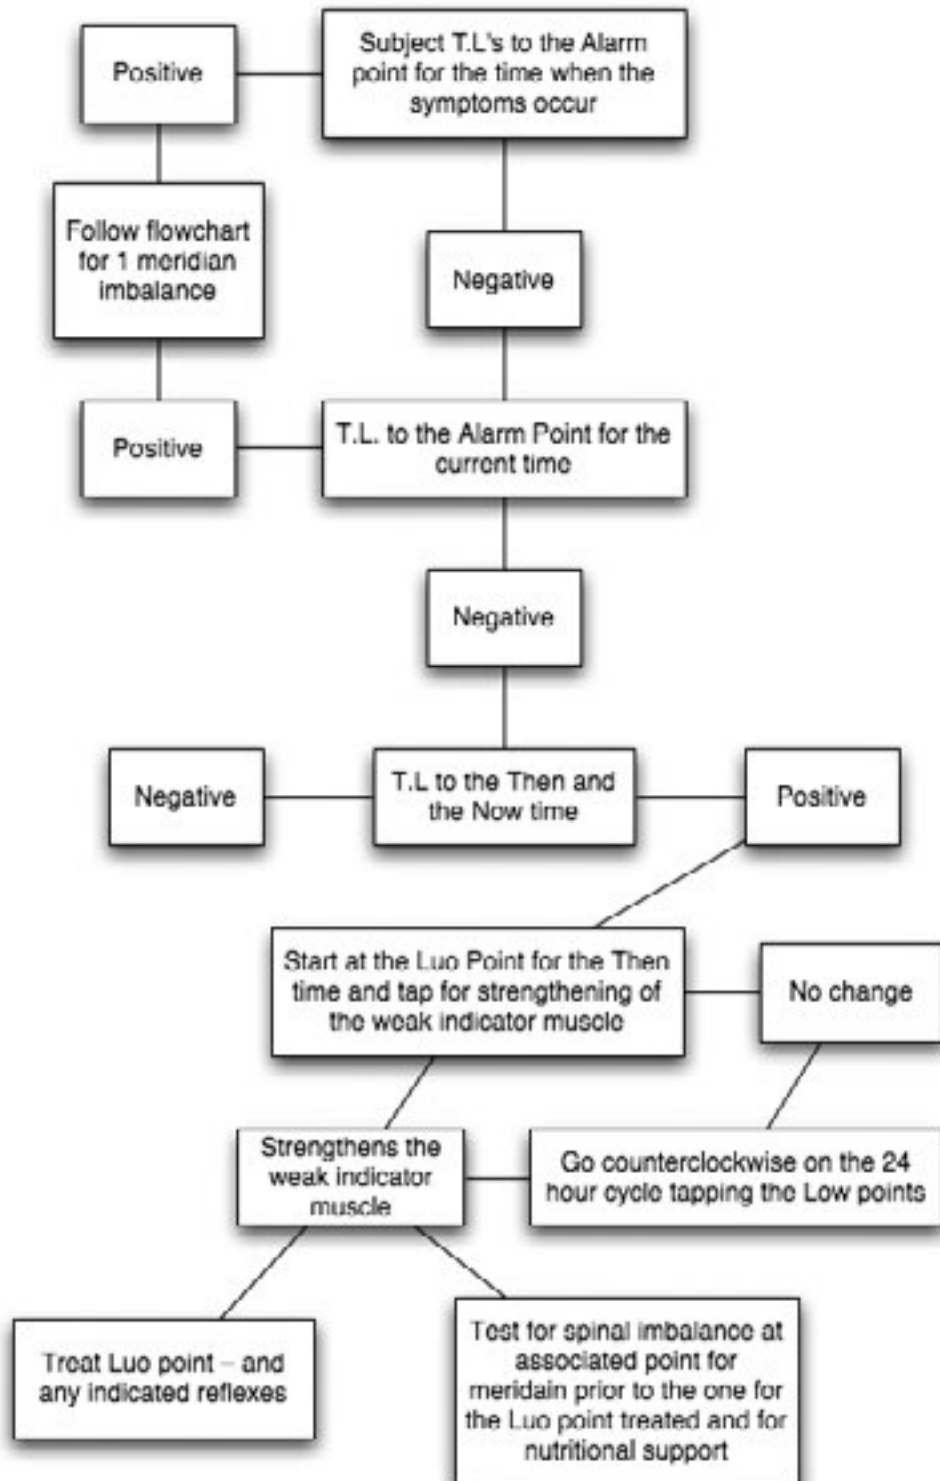 Positive
Subject T.L's to the Alarm
point for the time when the
symptoms occur
Follow flowchart
for 1 meridian
imbalance
Negative
Positive
T.L. to the Alarm Point for the
current time
Negative
Negative
T.L to the Then and
the Now time
Positive
Start at the Luo Point for the Then
time and tap for strengthening of
the weak indicator muscle
No change
Strengthens the
weak indicator
muscle
Go counterclockwise on the 24
hour cycle tapping the Low points
Treat Luo point – and
any indicated reflexes
Test for spinal imbalance at
associated point for
meridain prior to the one for
the Luo point treated and for
nutritional support